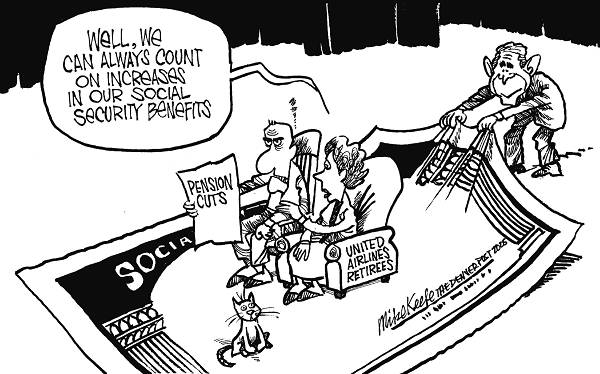 WELL, WE
CAN ALWAYS COUNT
ON INCREASES
IN OUR SOCIAL
SECURITY BENEFITS
PENSION
CUTS
SOCIA
UNITED
AIRLINES
RETIREES
Mike Keefe THE DENVER POST 2005